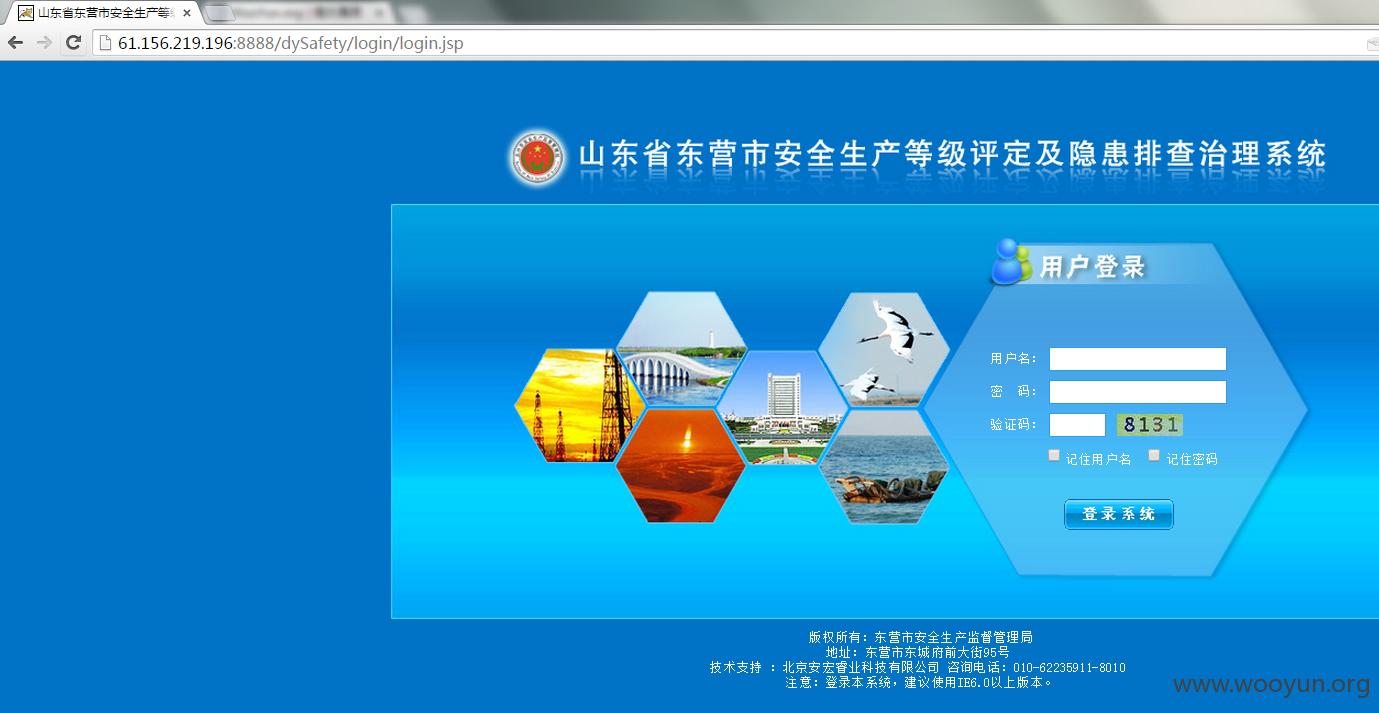 山东省东营市安全生产等
61.156.219.196:8888/dySafety/login/login.jsp
山东省东营市安全生产等级评定及隐患排查治理系统
用户登录
用户名：
密 码：
验证码： 8131
记住用户名 记住密码
登录系统
版权所有：东营市安全生产监督管理局
地址：东营市东城府前大街95号
技术支持 ：北京安宏睿业科技有限公司 咨询电话：010-62235911-8010
注意：登录本系统，建议使用IE6.0以上版本。
www.wooyun.org